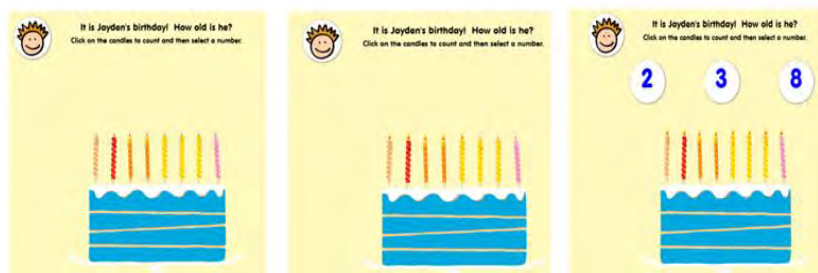 It is Jayden's birthday! How old is he?
Click on the candles to count and then select a number.
It is Jayden's birthday! How old is he?
Click on the candles to count and then select a number.
It is Jayden's birthday! How old is he?
Click on the candles to count and then select a number.
2 3 8